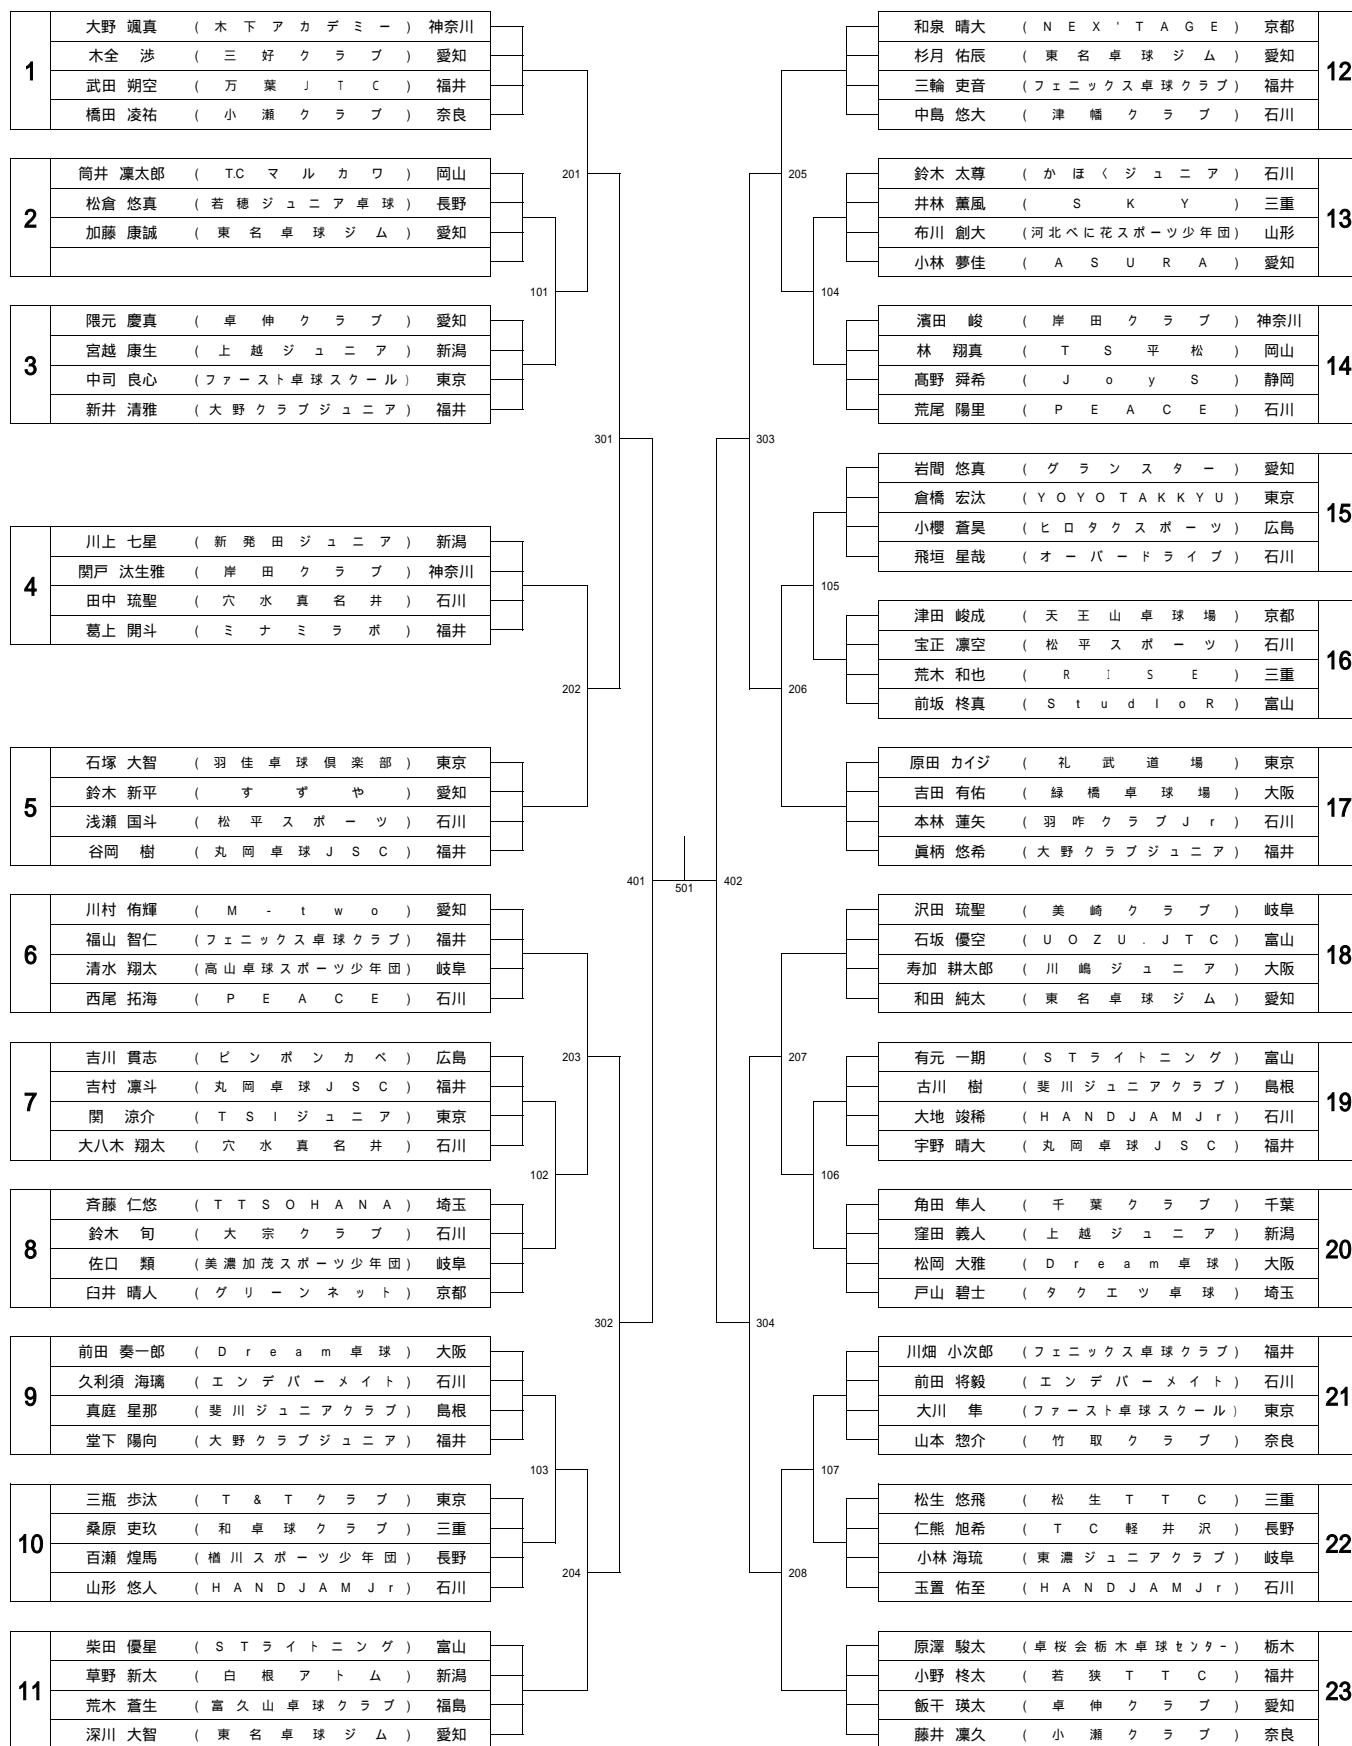 1
大野 颯真 (木下アカデミー) 神奈川
木全 渉 (三好クラブ) 愛知
武田 朔空 (万葉JTC) 福井
橋田 凌祐 (小瀬クラブ) 奈良
2
筒井 凜太郎 (T.Cマルカワ) 岡山
松倉 悠真 (若穂ジュニア卓球) 長野
加藤 康誠 (東名卓球ジム) 愛知
3
隈元 慶真 (卓伸クラブ) 愛知
宮越 康生 (上越ジュニア) 新潟
中司 良心 (ファースト卓球スクール) 東京
新井 清雅 (大野クラブジュニア) 福井
4
川上 七星 (新発田ジュニア) 新潟
関戸 汰生雅 (岸田クラブ) 神奈川
田中 琉聖 (穴水真名井) 石川
葛上 開斗 (ミナミラボ) 福井
5
石塚 大智 (羽佳卓球倶楽部) 東京
鈴木 新平 (すずや) 愛知
浅瀬 国斗 (松平スポーツ) 石川
谷岡 樹 (丸岡卓球JSC) 福井
6
川村 侑輝 (M-two) 愛知
福山 智仁 (フェニックス卓球クラブ) 福井
清水 翔太 (高山卓球スポーツ少年団) 岐阜
西尾 拓海 (PEACE) 石川
7
吉川 貫志 (ピンポンカベ) 広島
吉村 凛斗 (丸岡卓球JSC) 福井
関 涼介 (TSIジュニア) 東京
大八木 翔太 (穴水真名井) 石川
8
斉藤 仁悠 (TTSOHANA) 埼玉
鈴木 旬 (大宗クラブ) 石川
佐口 類 (美濃加茂スポーツ少年団) 岐阜
臼井 晴人 (グリーンネット) 京都
9
前田 奏一郎 (Dream卓球) 大阪
久利須 海璃 (エンデバーメイト) 石川
真庭 星那 (斐川ジュニアクラブ) 島根
堂下 陽向 (大野クラブジュニア) 福井
10
三瓶 歩汰 (T&Tクラブ) 東京
桑原 吏玖 (和卓球クラブ) 三重
百瀬 煌馬 (楢川スポーツ少年団) 長野
山形 悠人 (HANDJAMJr) 石川
11
柴田 優星 (STライトニング) 富山
草野 新太 (白根アトム) 新潟
荒木 蒼生 (富久山卓球クラブ) 福島
深川 大智 (東名卓球ジム) 愛知
201
101
301
202
401
501
402
203
102
302
103
204
205
104
303
105
206
207
106
304
107
208
12
和泉 晴大 (NEX'TAGE) 京都
杉月 佑辰 (東名卓球ジム) 愛知
三輪 吏音 (フェニックス卓球クラブ) 福井
中島 悠大 (津幡クラブ) 石川
13
鈴木 太尊 (かほくジュニア) 石川
井林 薫風 (SKY) 三重
布川 創大 (河北べに花スポーツ少年団) 山形
小林 夢佳 (ASURA) 愛知
14
濱田 峻 (岸田クラブ) 神奈川
林 翔真 (TS平松) 岡山
髙野 舜希 (JoyS) 静岡
荒尾 陽里 (PEACE) 石川
15
岩間 悠真 (グランスター) 愛知
倉橋 宏汰 (YOYOTAKKYU) 東京
小櫻 蒼昊 (ヒロタクスポーツ) 広島
飛垣 星哉 (オーバードライブ) 石川
16
津田 峻成 (天王山卓球場) 京都
宝正 凛空 (松平スポーツ) 石川
荒木 和也 (RISE) 三重
前坂 柊真 (StudIoR) 富山
17
原田 カイジ (礼武道場) 東京
吉田 有佑 (緑橋卓球場) 大阪
本林 蓮矢 (羽咋クラブJr) 石川
眞柄 悠希 (大野クラブジュニア) 福井
18
沢田 琉聖 (美崎クラブ) 岐阜
石坂 優空 (UOZU.JTC) 富山
寿加 耕太郎 (川嶋ジュニア) 大阪
和田 純太 (東名卓球ジム) 愛知
19
有元 一期 (STライトニング) 富山
古川 樹 (斐川ジュニアクラブ) 島根
大地 竣稀 (HANDJAMJr) 石川
宇野 晴大 (丸岡卓球JSC) 福井
20
角田 隼人 (千葉クラブ) 千葉
窪田 義人 (上越ジュニア) 新潟
松岡 大雅 (Dream卓球) 大阪
戸山 碧士 (タクエツ卓球) 埼玉
21
川畑 小次郎 (フェニックス卓球クラブ) 福井
前田 将毅 (エンデバーメイト) 石川
大川 隼 (ファースト卓球スクール) 東京
山本 惣介 (竹取クラブ) 奈良
22
松生 悠飛 (松生TTC) 三重
仁熊 旭希 (TC軽井沢) 長野
小林 海琉 (東濃ジュニアクラブ) 岐阜
玉置 佑至 (HANDJAMJr) 石川
23
原澤 駿太 (卓桜会栃木卓球センター) 栃木
小野 柊太 (若狭TTC) 福井
飯干 瑛太 (卓伸クラブ) 愛知
藤井 凜久 (小瀬クラブ) 奈良